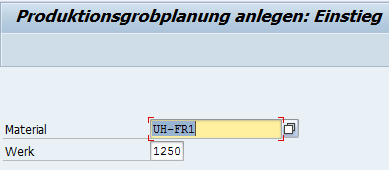 Produktionsgrobplanung anlegen: Einstieg
Material UH-FR1
Werk 1250